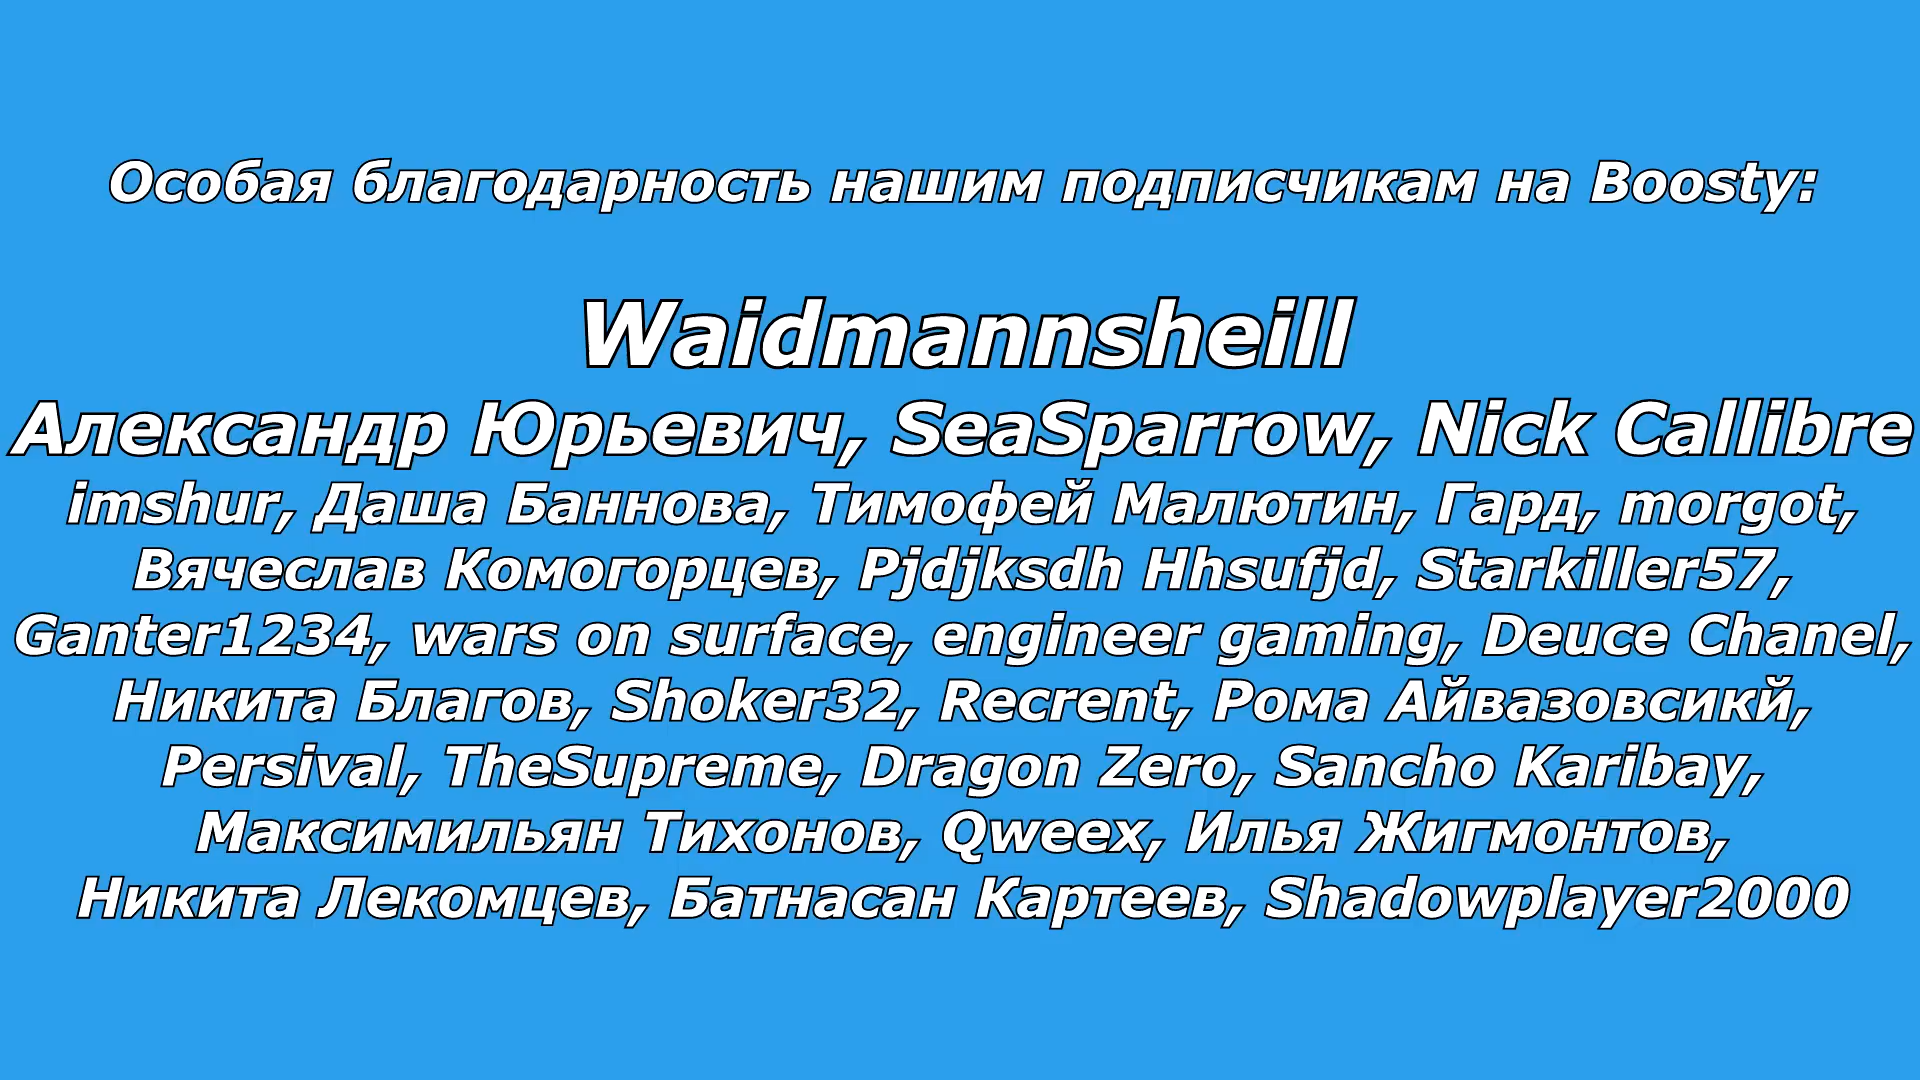 Особая благодарность нашим подписчикам на Boosty:
Waidmannsheill
Александр Юрьевич, SeaSparrow, Nick Callibre
imshur, Даша Баннова, Тимофей Малютин, Гард, morgot,
Вячеслав Комогорцев, Pjdjksdh Hhsufjd, Starkiller57,
Ganter1234, wars on surface, engineer gaming, Deuce Chanel,
Никита Благов, Shoker32, Recrent, Рома Айвазовсикй,
Persival, TheSupreme, Dragon Zero, Sancho Karibay,
Максимильян Тихонов, Qweex, Илья Жигмонтов,
Никита Лекомцев, Батнасан Картеев, Shadowplayer2000